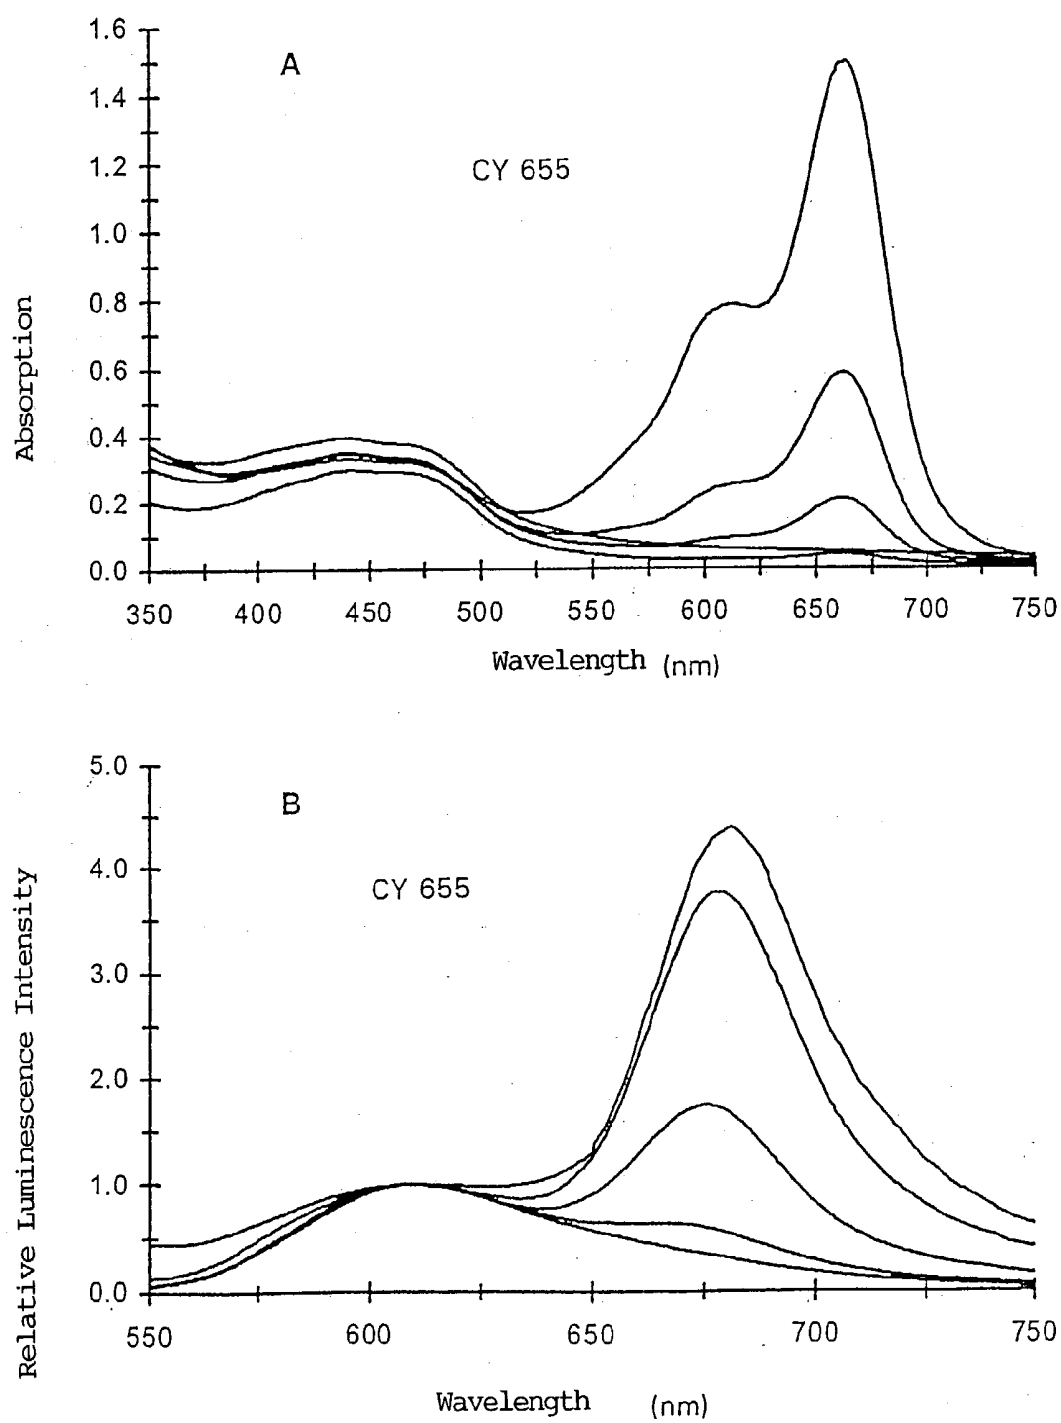 1.6
A
1.4
CY 655
1.2
1.0
0.8
0.6
0.4
0.2
0.0
Absorption
350 400 450 500 550 600 650 700 750
Wavelength (nm)
5.0
B
4.0
CY 655
3.0
2.0
1.0
0.0
Relative Luminescence Intensity
550 600 650 700 750
Wavelength (nm)